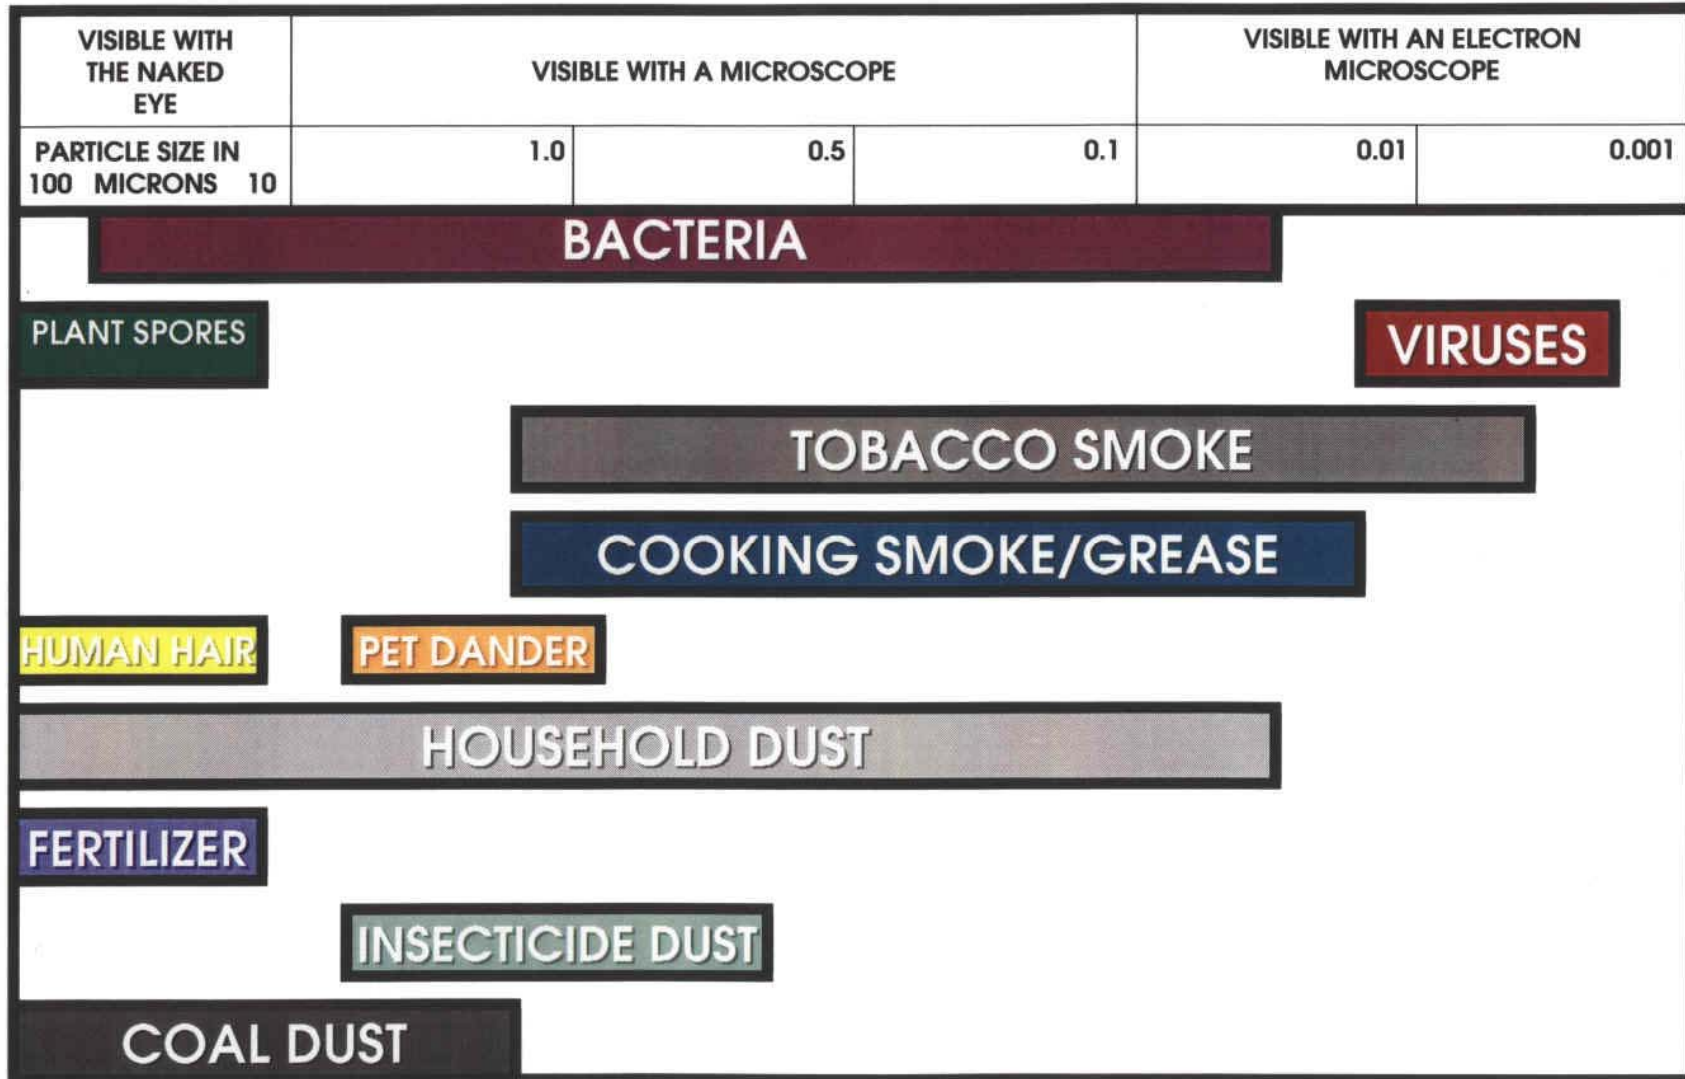 VISIBLE WITH
THE NAKED
EYE
VISIBLE WITH A MICROSCOPE
VISIBLE WITH AN ELECTRON
MICROSCOPE
PARTICLE SIZE IN
100 MICRONS 10
1.0
0.5
0.1
0.01
0.001
BACTERIA
PLANT SPORES
VIRUSES
TOBACCO SMOKE
COOKING SMOKE/GREASE
HUMAN HAIR
PET DANDER
HOUSEHOLD DUST
FERTILIZER
INSECTICIDE DUST
COAL DUST